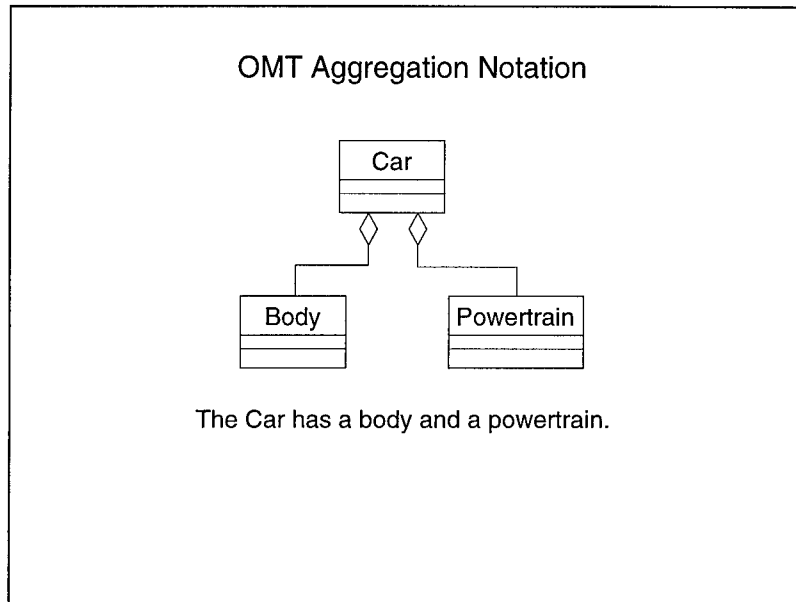 OMT Aggregation Notation
Car
Body
Powertrain
The Car has a body and a powertrain.